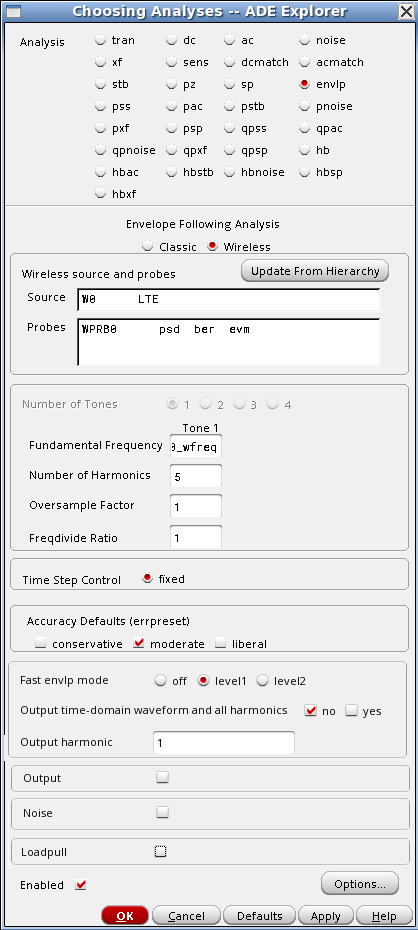 Choosing Analyses -- ADE Explorer
Analysis tran dc ac noise
xf sens dcmatch acmatch
stb pz sp envlp
pss pac pstb pnoise
pxf psp qpss qpac
qpnoise qpxf qpsp hb
hbac hbstb hbnoise hbsp
hbxf
Envelope Following Analysis
Classic Wireless
Wireless source and probes Update From Hierarchy
Source W0 LTE
Probes WPRB0 psd ber evm
Number of Tones 1 2 3 4
Tone 1
Fundamental Frequency 0_wfreq
Number of Harmonics 5
Oversample Factor 1
Freqdivide Ratio 1
Time Step Control fixed
Accuracy Defaults (errpreset)
conservative moderate liberal
Fast envlp mode off level1 level2
Output time-domain waveform and all harmonics no yes
Output harmonic 1
Output
Noise
Loadpull
Enabled Options...
OK Cancel Defaults Apply Help